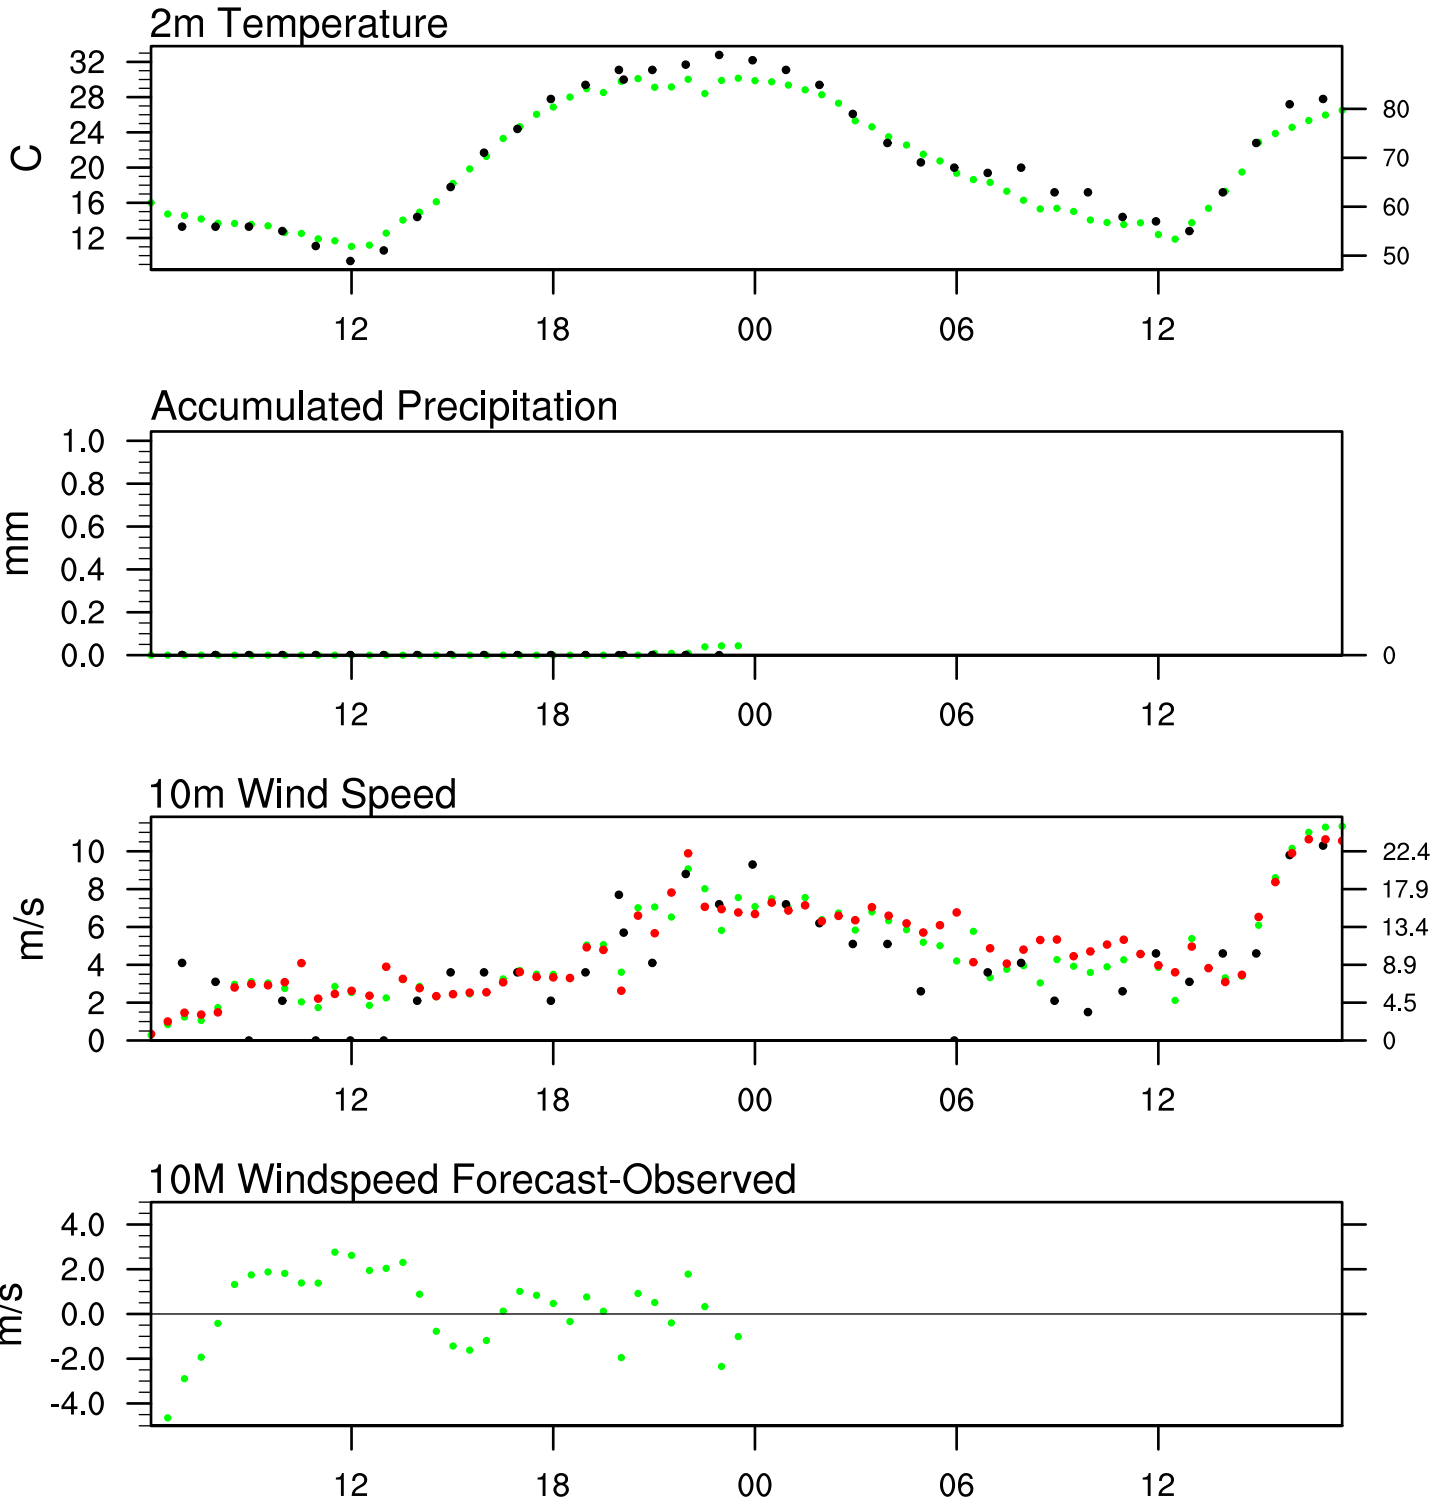 2m Temperature
32
28
24
20
16
12
C
80
70
60
50
12 18 00 06 12
Accumulated Precipitation
1.0
0.8
0.6
0.4
0.2
0.0
mm
0
12 18 00 06 12
10m Wind Speed
10
8
6
4
2
0
m/s
22.4
17.9
13.4
8.9
4.5
0
12 18 00 06 12
10M Windspeed Forecast-Observed
4.0
2.0
0.0
-2.0
-4.0
m/s
12 18 00 06 12